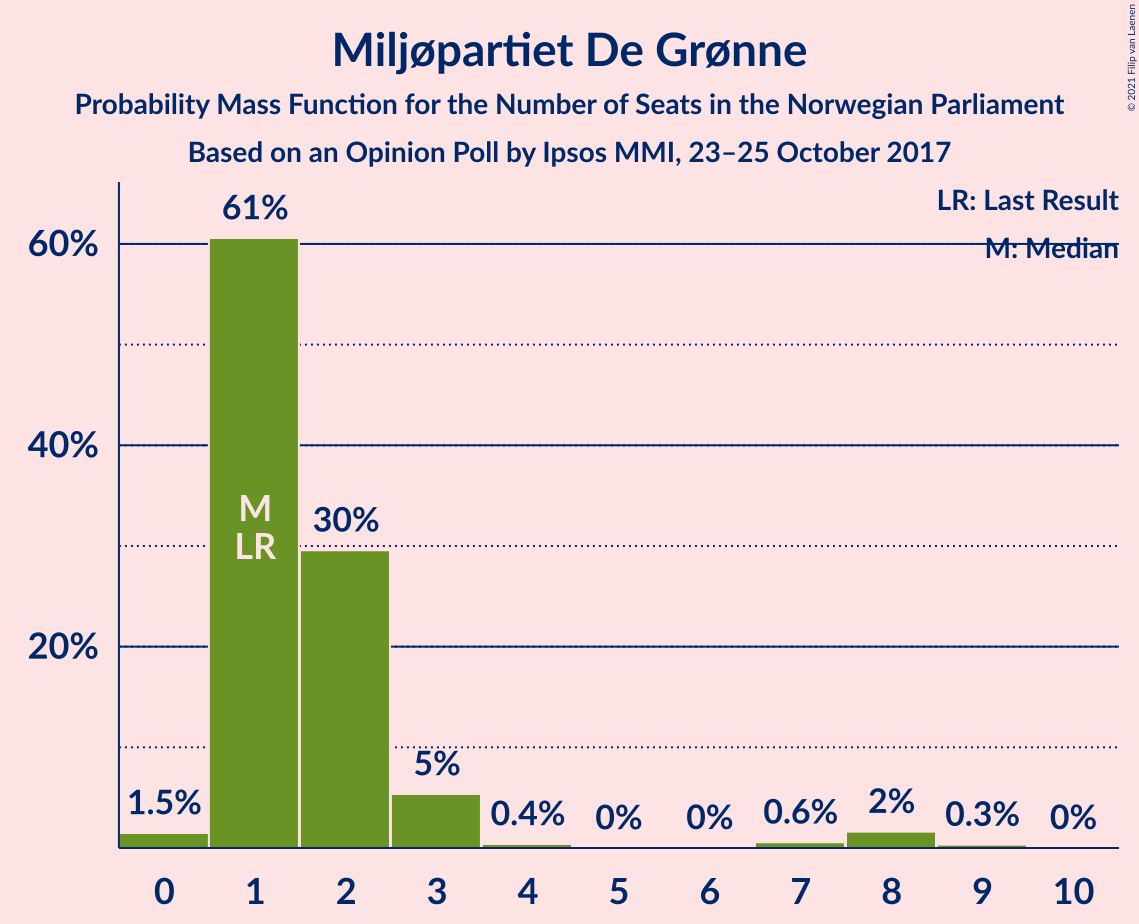 Miljøpartiet De Grønne
Probability Mass Function for the Number of Seats in the Norwegian Parliament
Based on an Opinion Poll by Ipsos MMI, 23–25 October 2017
© 2021 Filip van Laenen
LR: Last Result
M: Median
60%
40%
20%
61%
M
LR
30%
1.5%
5%
0.4%
0%
0%
0.6%
2%
0.3%
0%
0 1 2 3 4 5 6 7 8 9 10